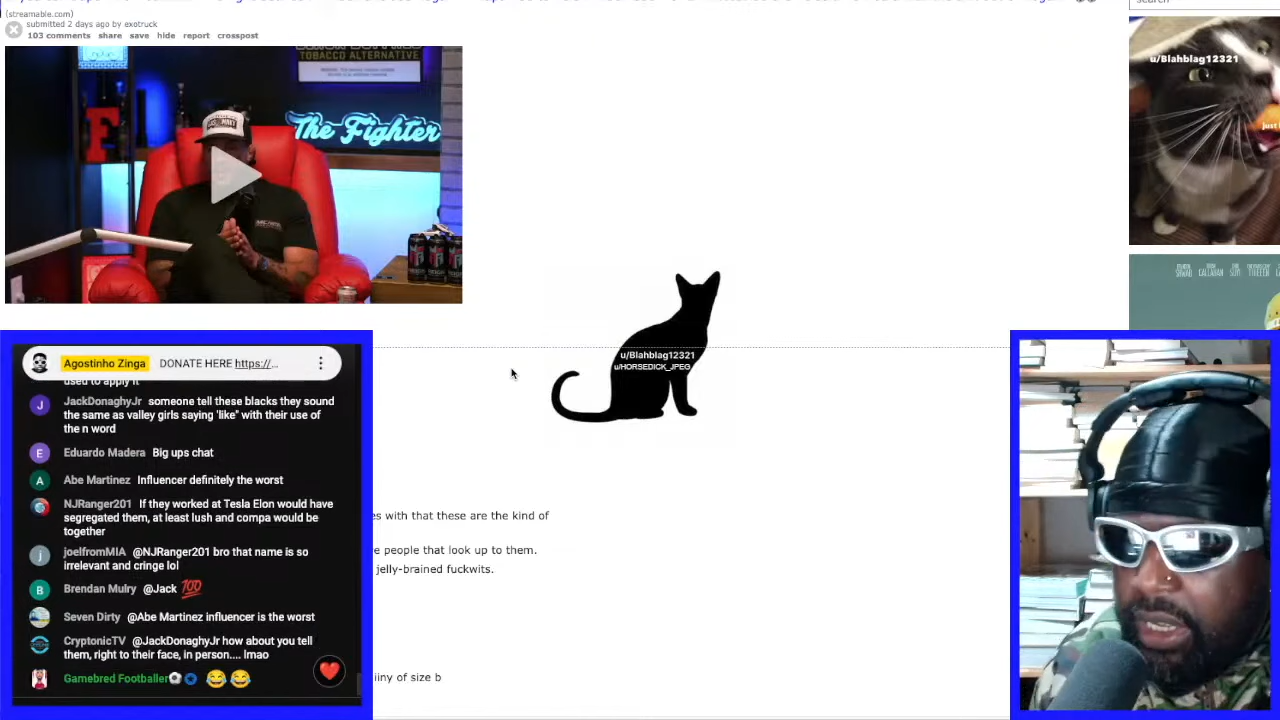 (streamable.com)
submitted 2 days ago by exotruck
103 comments share save hide report crosspost
TOBACCO ALTERNATIVE
The Fighter
u/Blahblag12321
just
search
u/Blahblag12321
u/HORSEDICK_JPEG
Agostinho Zinga DONATE HERE https://...
used to apply it
JackDonaghyJr someone tell these blacks they sound
the same as valley girls saying 'like" with their use of
the n word
Eduardo Madera Big ups chat
Abe Martinez Influencer definitely the worst
NJRanger201 If they worked at Tesla Elon would have
segregated them, at least lush and compa would be
together
joelfromMIA @NJRanger201 bro that name is so
irrelevant and cringe lol
Brendan Mulry @Jack 💯
Seven Dirty @Abe Martinez influencer is the worst
CryptonicTV @JackDonaghyJr how about you tell
them, right to their face, in person.... lmao
Gamebred Footballer⚽🧿 😂😂
es with that these are the kind of
e people that look up to them.
jelly-brained fuckwits.
iiny of size b